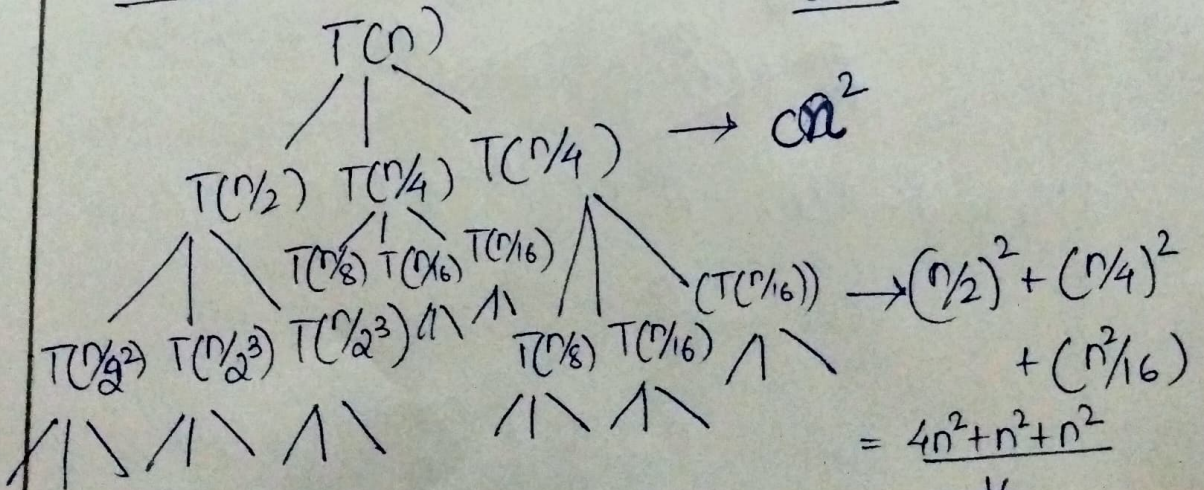 T(n)
→ cn²
T(n/2) T(n/4) T(n/4)
T(n/8) T(n/16) T(n/16)
(T(n/16)) → (n/2)² + (n/4)²
T(n/2²) T(n/2³) T(n/2³) T(n/8) T(n/16)
+ (n²/16)
= 4n²+n²+n²